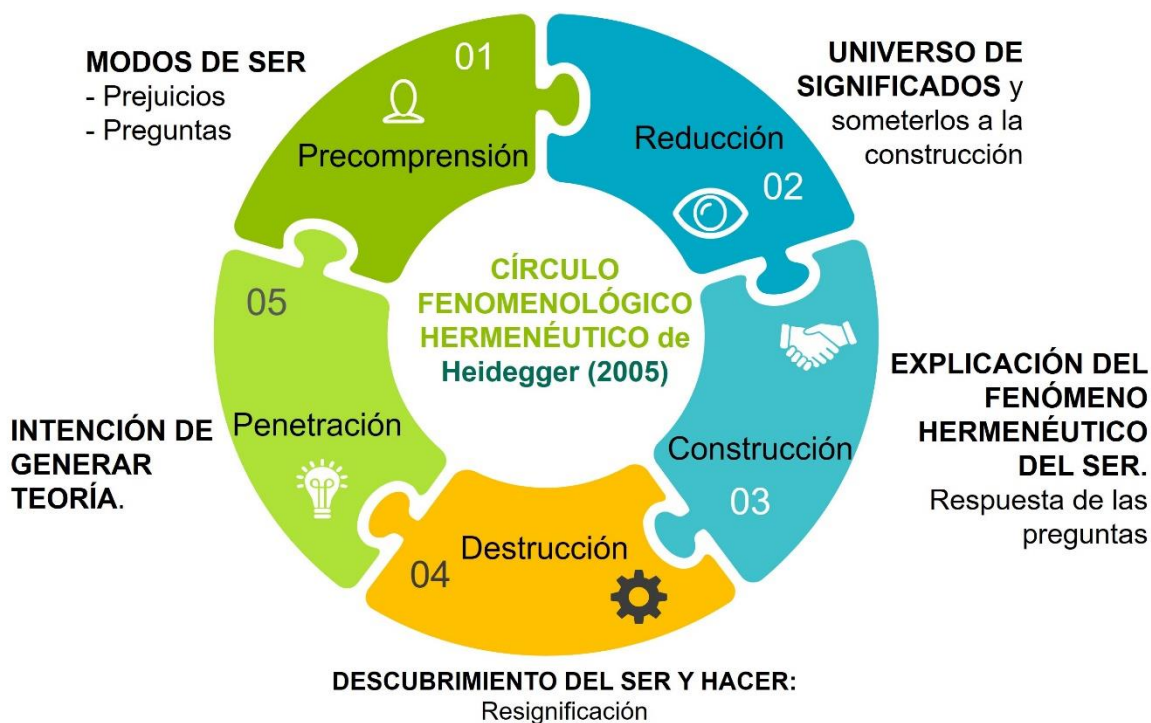 MODOS DE SER
- Prejuicios
- Preguntas
01
Precomprensión
UNIVERSO DE
SIGNIFICADOS y
someterlos a la
construcción
Reducción
02
CÍRCULO
FENOMENOLÓGICO
HERMENÉUTICO de
Heidegger (2005)
EXPLICACIÓN DEL
FENÓMENO
HERMENÉUTICO
DEL SER.
Respuesta de las
preguntas
Construcción
03
Destrucción
04
DESCUBRIMIENTO DEL SER Y HACER:
Resignificación
05
Penetración
INTENCIÓN DE
GENERAR
TEORÍA.